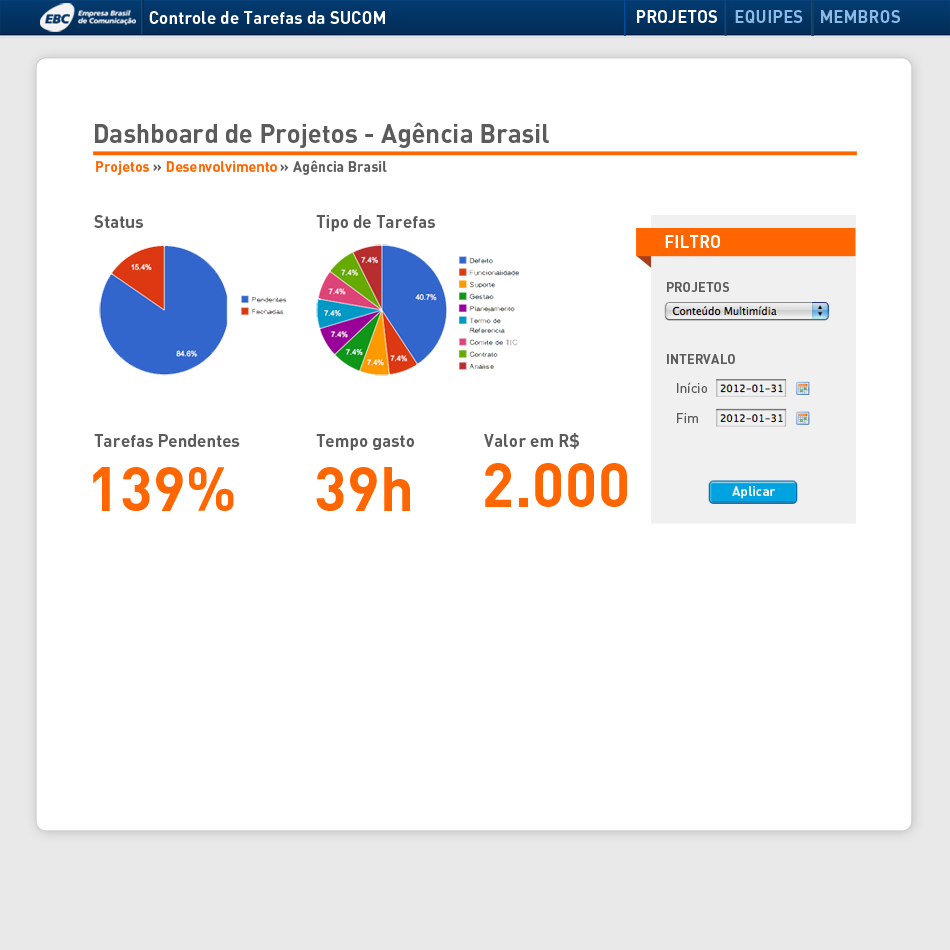 EBC Empresa Brasil
de Comunicação
Controle de Tarefas da SUCOM
PROJETOS
EQUIPES
MEMBROS
Dashboard de Projetos - Agência Brasil
Projetos » Desenvolvimento » Agência Brasil
Status
15.4%
84.6%
Pendentes
Fechadas
Tipo de Tarefas
7.4%
7.4%
7.4%
7.4%
7.4%
7.4%
7.4%
7.4%
40.7%
Defeito
Funcionalidade
Suporte
Gestao
Planejamento
Termo de
Referencia
Comite de TIC
Contrato
Analise
FILTRO
PROJETOS
Conteúdo Multimídia
INTERVALO
Início 2012-01-31
Fim 2012-01-31
Aplicar
Tarefas Pendentes
139%
Tempo gasto
39h
Valor em R$
2.000